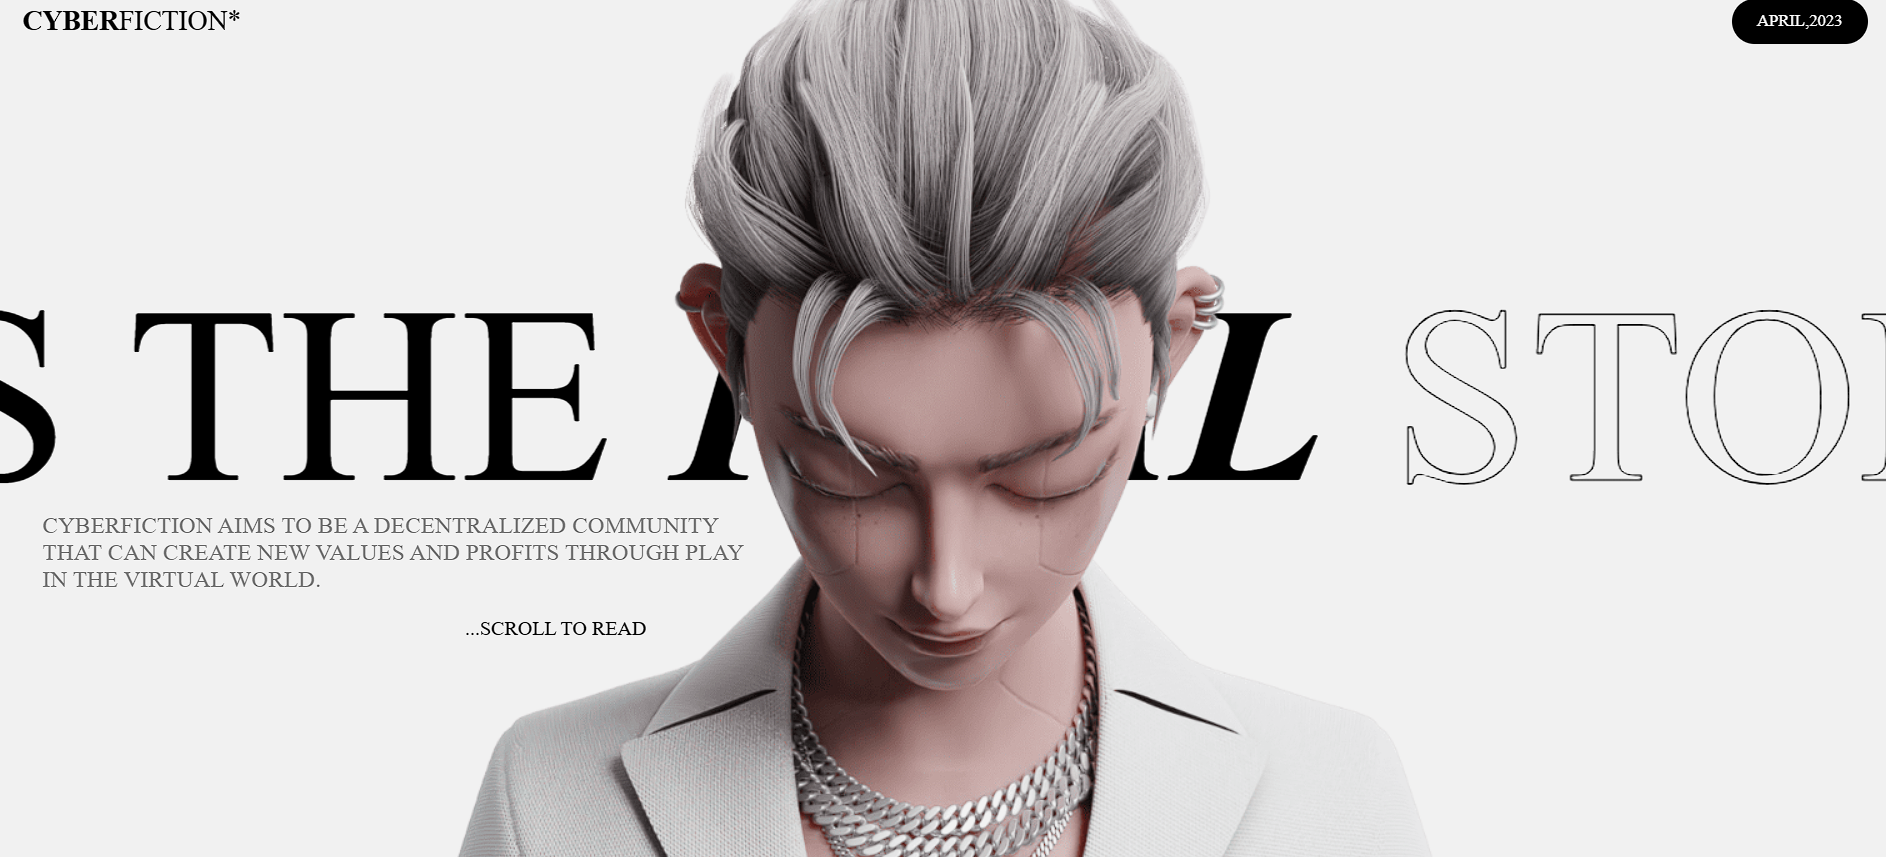 CYBERFICTION*
APRIL,2023
S THE STO
CYBERFICTION AIMS TO BE A DECENTRALIZED COMMUNITY
THAT CAN CREATE NEW VALUES AND PROFITS THROUGH PLAY
IN THE VIRTUAL WORLD.
...SCROLL TO READ